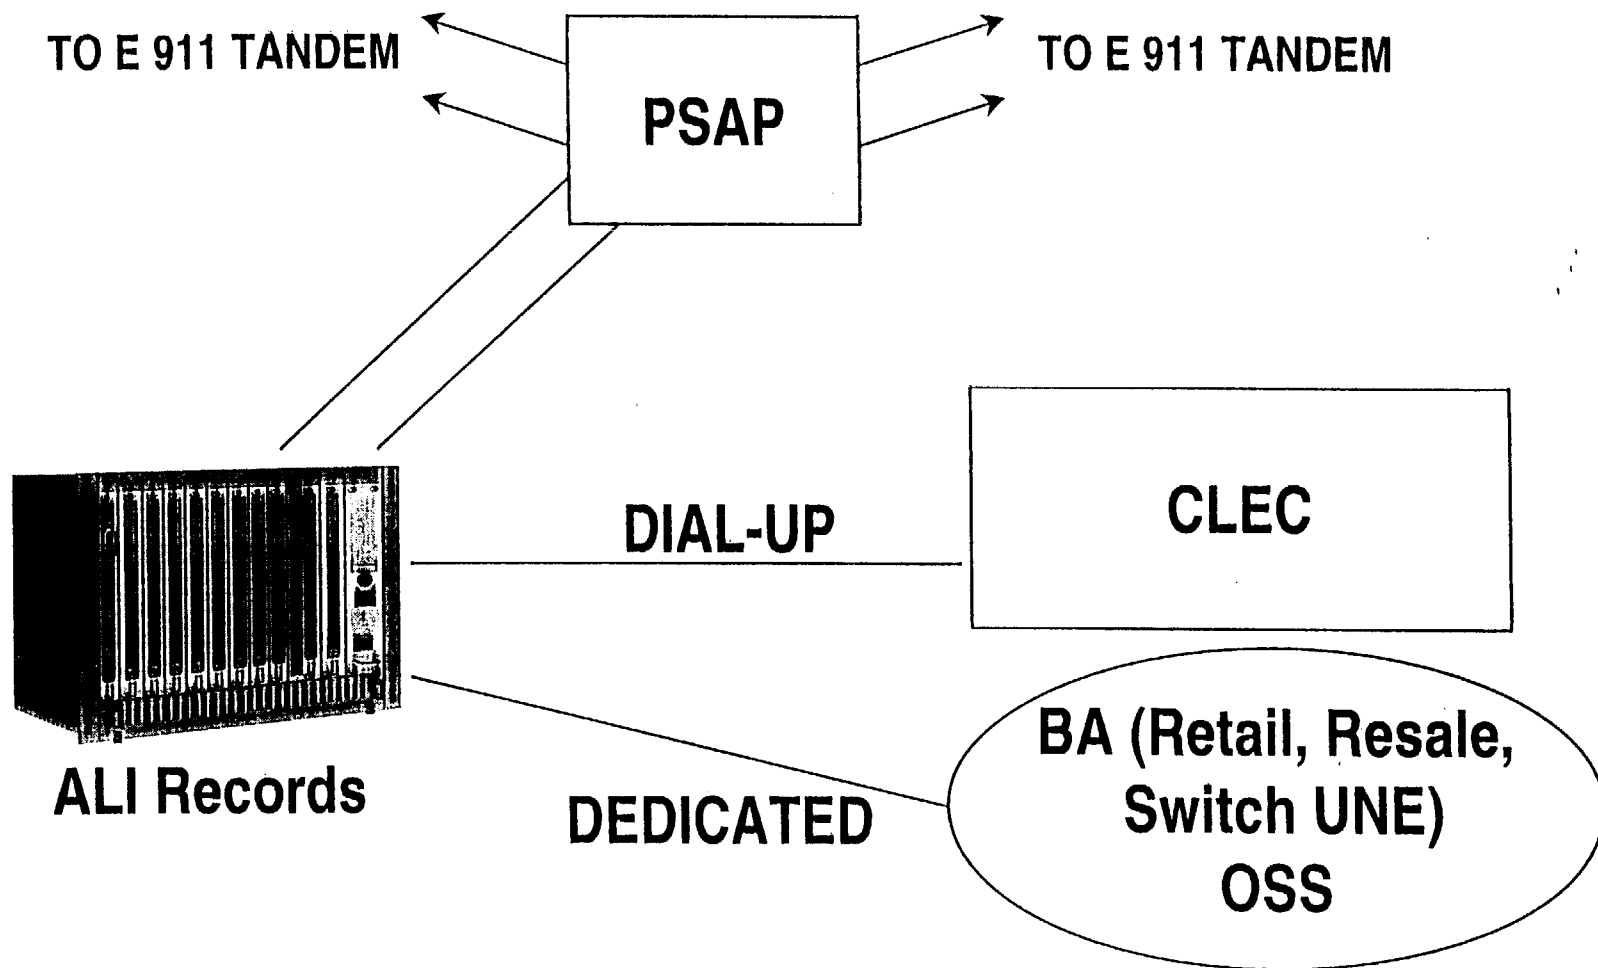 TO E 911 TANDEM
PSAP
TO E 911 TANDEM
CLEC
DIAL-UP
ALI Records
DEDICATED
BA (Retail, Resale,
Switch UNE)
OSS